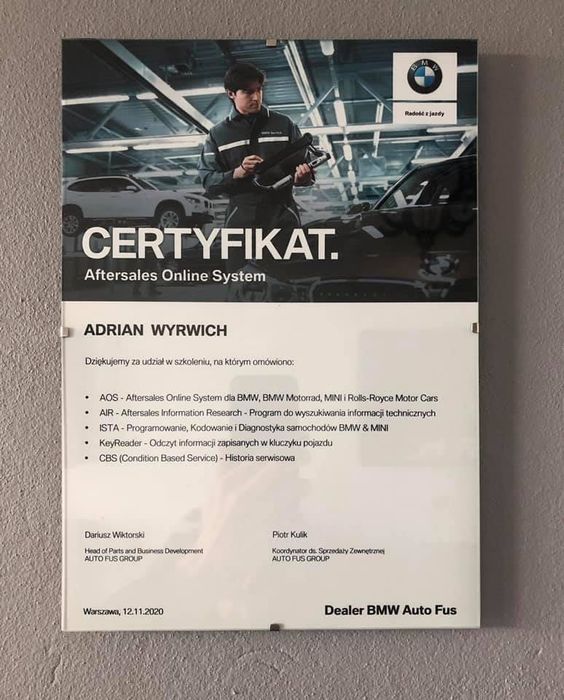 BMW
Radość z jazdy
BMW Service
CERTYFIKAT.
Aftersales Online System
ADRIAN WYRWICH
Dziękujemy za udział w szkoleniu, na którym omówiono:
• AOS - Aftersales Online System dla BMW, BMW Motorrad, MINI i Rolls-Royce Motor Cars
• AIR - Aftersales Information Research - Program do wyszukiwania informacji technicznych
• ISTA - Programowanie, Kodowanie i Diagnostyka samochodów BMW & MINI
• KeyReader - Odczyt informacji zapisanych w kluczyku pojazdu
• CBS (Condition Based Service) - Historia serwisowa
Dariusz Wiktorski
Head of Parts and Business Development
AUTO FUS GROUP
Piotr Kulik
Koordynator ds. Sprzedaży Zewnętrznej
AUTO FUS GROUP
Warszawa, 12.11.2020
Dealer BMW Auto Fus